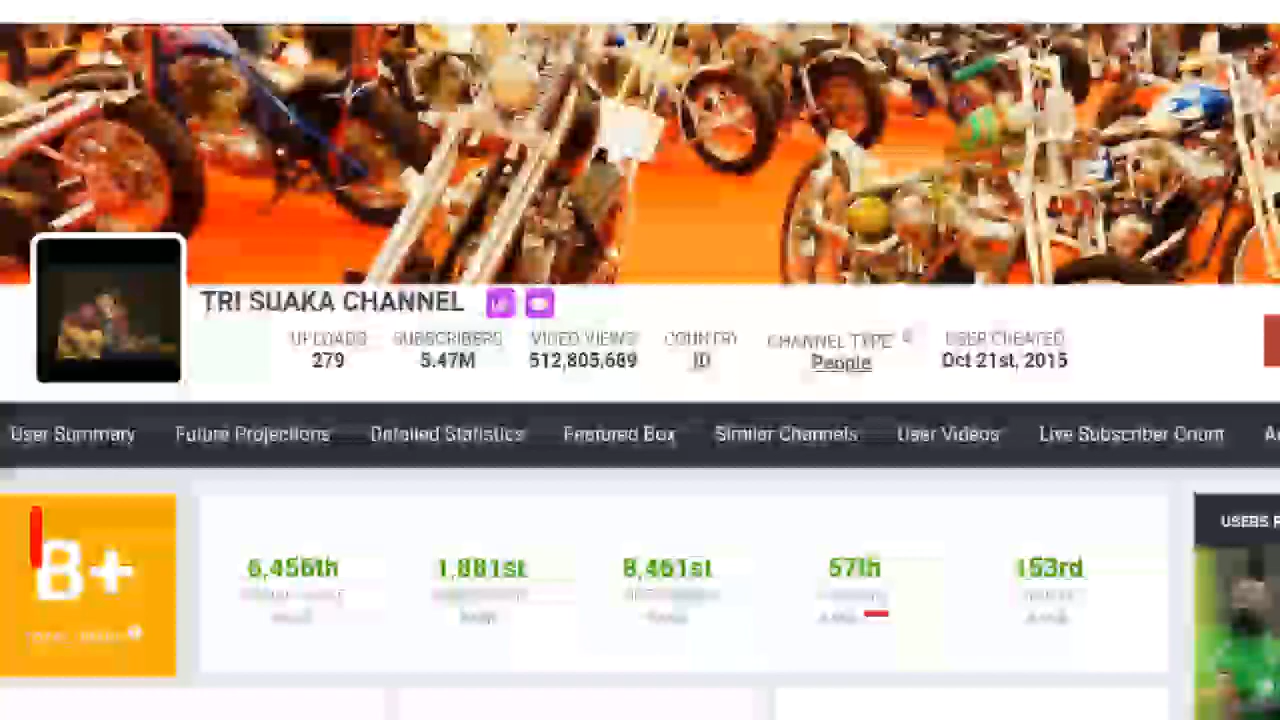 TRI SUAKA CHANNEL
UPLOADS SUBSCRIBERS VIDEO VIEWS COUNTRY CHANNEL TYPE USER CREATED
279 5.47M 512,805,669 ID People Oct 21st, 2015
User Summary Future Projections Detailed Statistics Featured Box Similar Channels User Videos Live Subscriber Count
B+
6,456th 1,881st 8,461st 57th 153rd
USERS